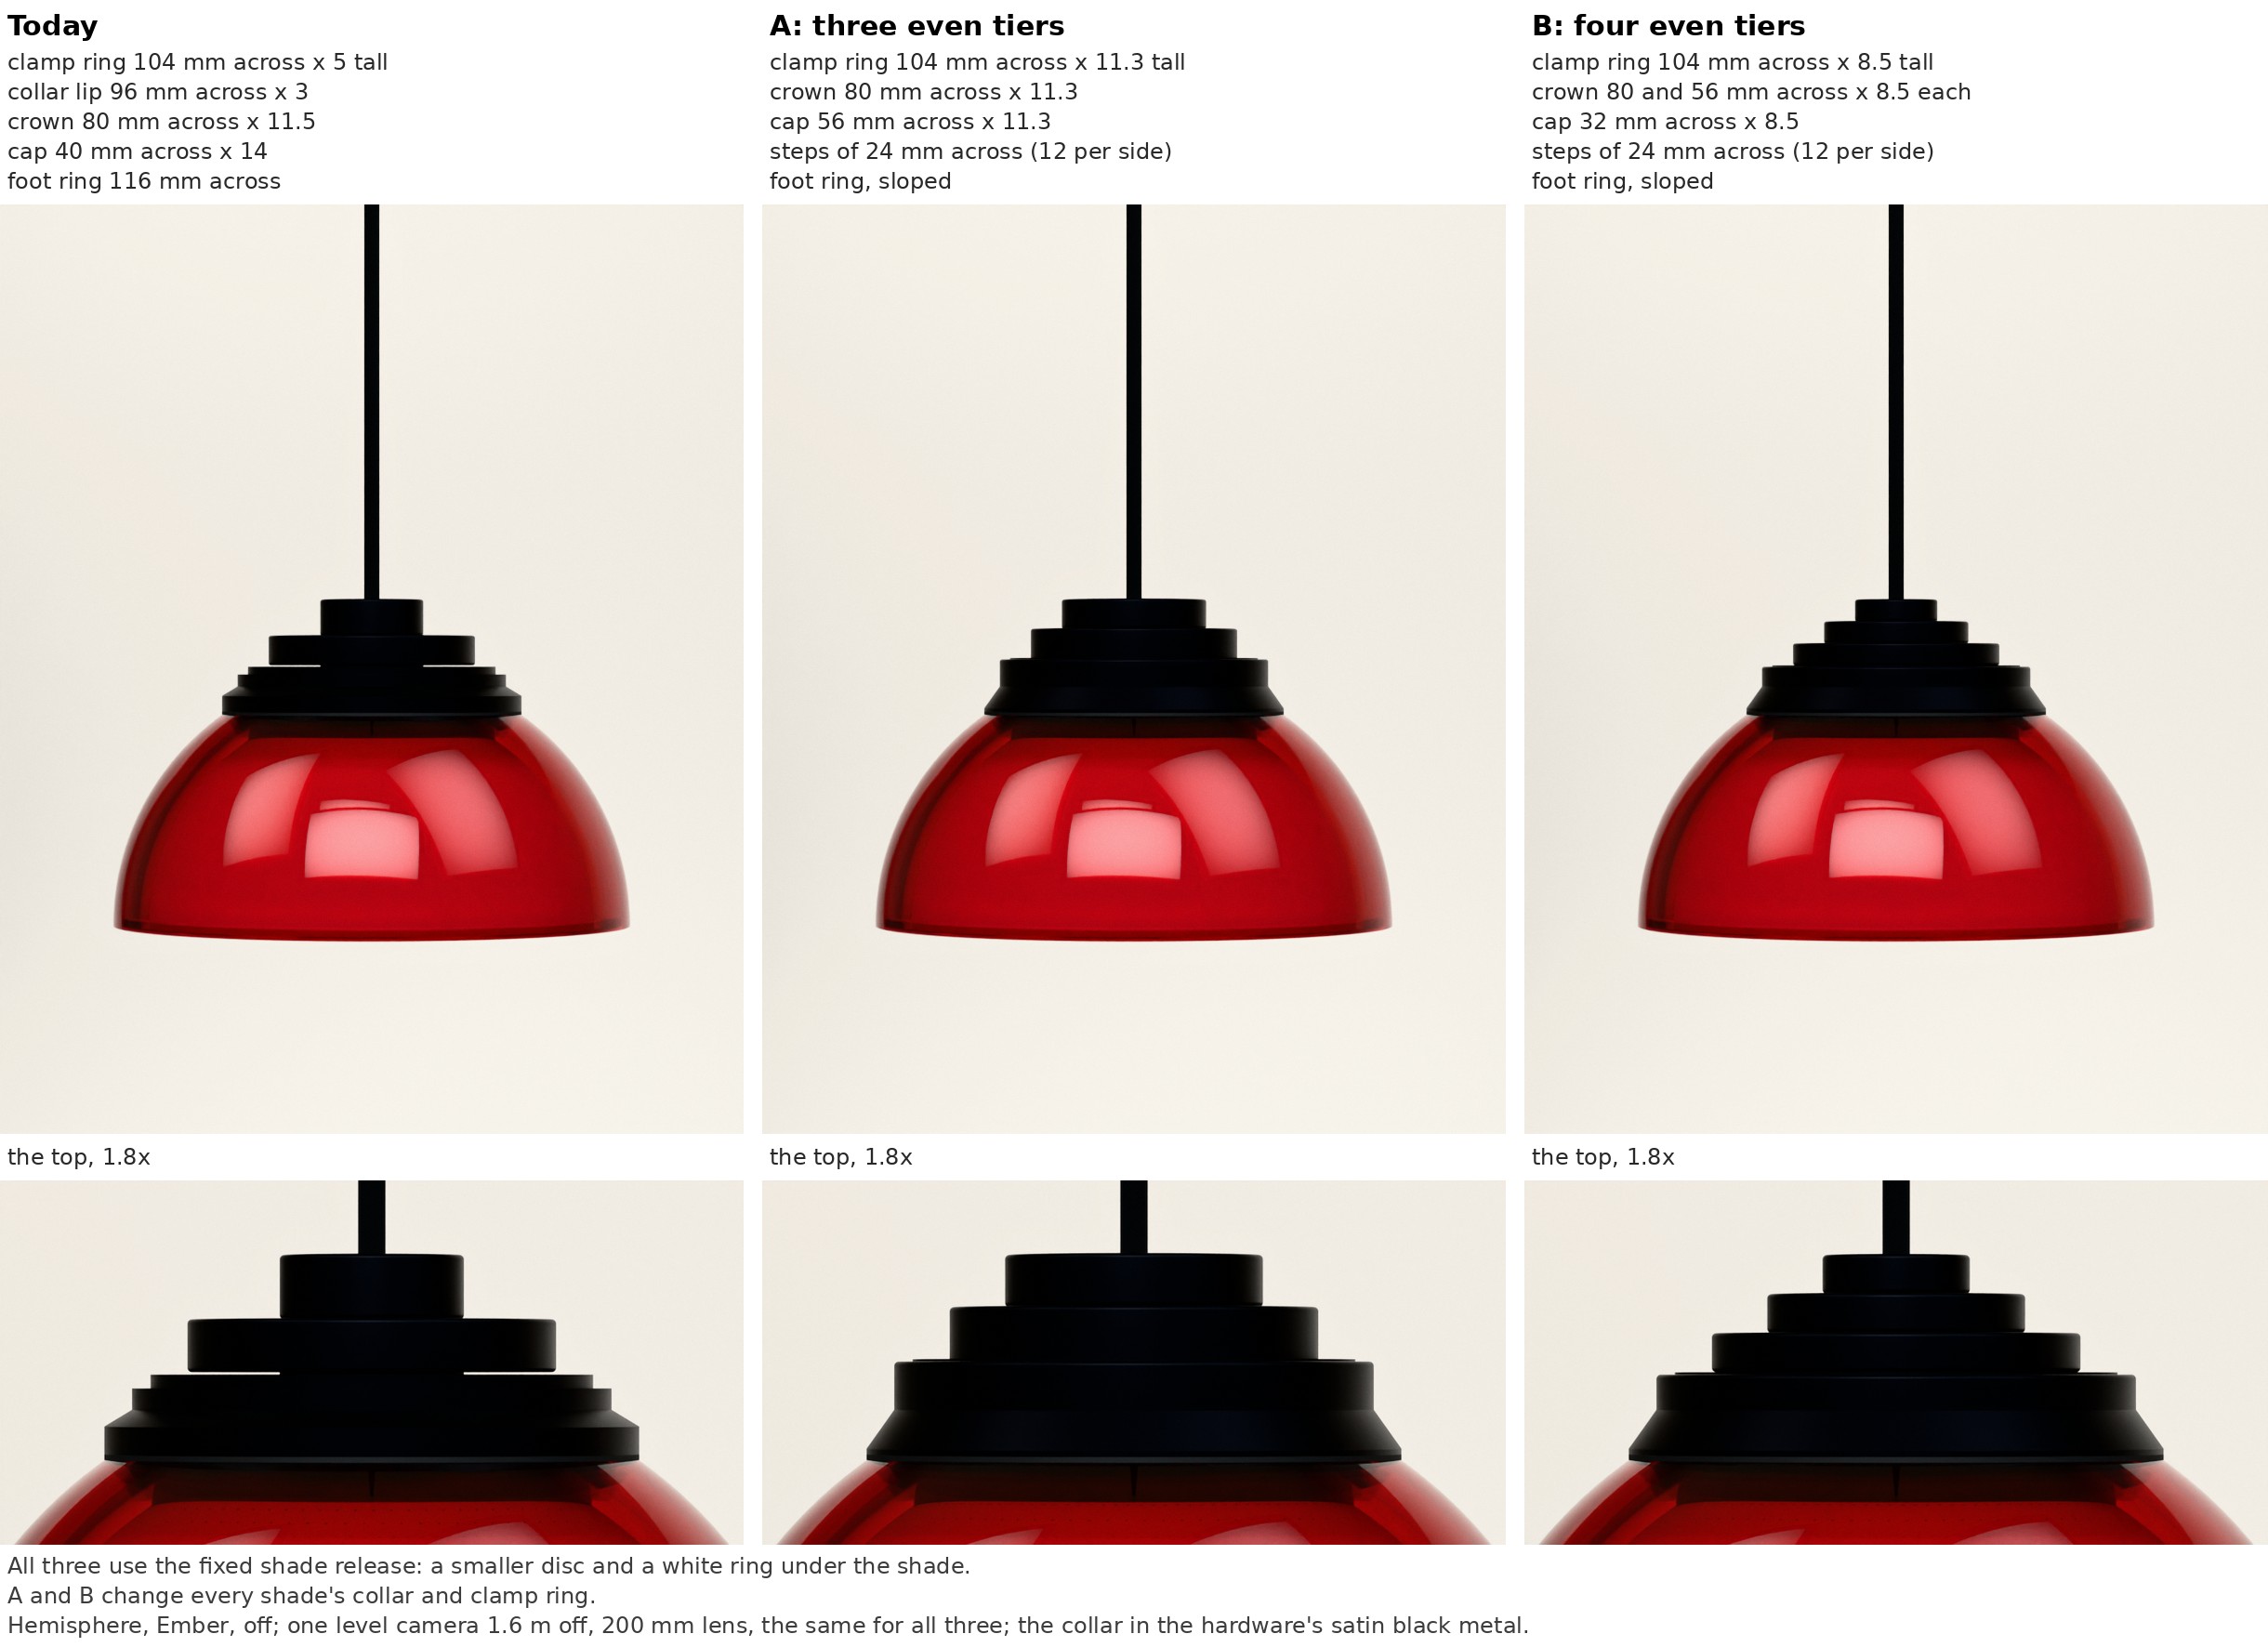 Today
clamp ring 104 mm across x 5 tall
collar lip 96 mm across x 3
crown 80 mm across x 11.5
cap 40 mm across x 14
foot ring 116 mm across
A: three even tiers
clamp ring 104 mm across x 11.3 tall
crown 80 mm across x 11.3
cap 56 mm across x 11.3
steps of 24 mm across (12 per side)
foot ring, sloped
B: four even tiers
clamp ring 104 mm across x 8.5 tall
crown 80 and 56 mm across x 8.5 each
cap 32 mm across x 8.5
steps of 24 mm across (12 per side)
foot ring, sloped
the top, 1.8x
the top, 1.8x
the top, 1.8x
All three use the fixed shade release: a smaller disc and a white ring under the shade.
A and B change every shade's collar and clamp ring.
Hemisphere, Ember, off; one level camera 1.6 m off, 200 mm lens, the same for all three; the collar in the hardware's satin black metal.